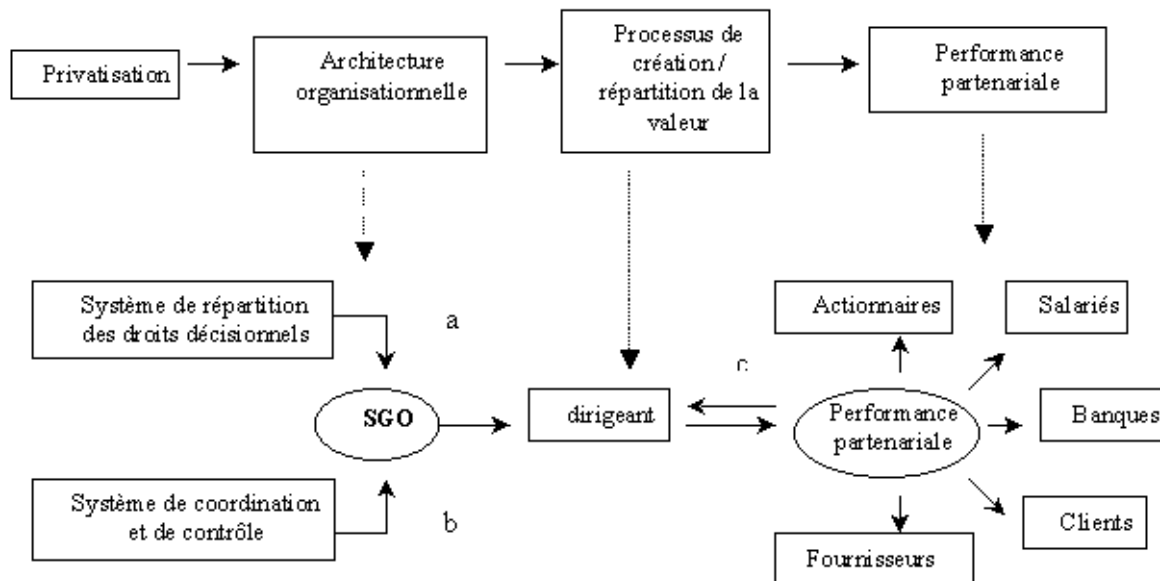 Privatisation
Architecture
organisationnelle
Processus de
création /
répartition de la
valeur
Performance
partenariale
Système de répartition
des droits décisionnels
a
Actionnaires
Salariés
c
SGO
dirigeant
Performance
partenariale
Banques
Système de coordination
et de contrôle
b
Clients
Fournisseurs